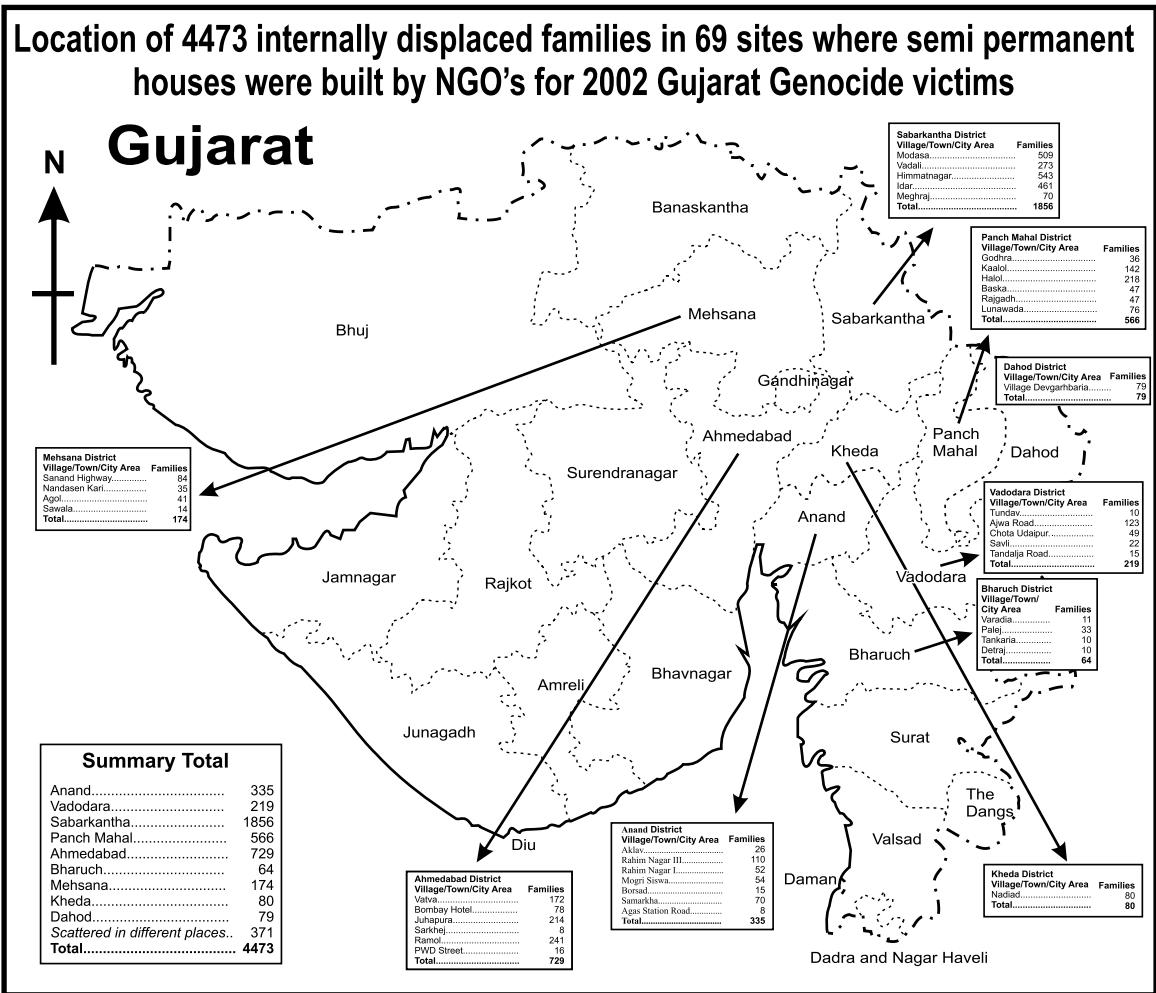 Location of 4473 internally displaced families in 69 sites where semi permanent
houses were built by NGO's for 2002 Gujarat Genocide victims
Gujarat
N
Sabarkantha District
Village/Town/City Area Families
Modasa.................................. 509
Vadali.................................... 273
Himmatnagar......................... 543
Idar........................................ 461
Meghraj................................. 70
Total....................................... 1856
Banaskantha
Panch Mahal District
Village/Town/City Area Families
Godhra................................. 36
Kaalol................................... 142
Halol..................................... 218
Baska................................... 47
Rajgadh................................ 47
Lunawada............................. 76
Total...................................... 566
Bhuj
Mehsana
Sabarkantha
Dahod District
Village/Town/City Area Families
Village Devgarhbaria......... 79
Total................................... 79
Gandhinagar
Ahmedabad
Kheda
Panch
Mahal
Dahod
Surendranagar
Mehsana District
Village/Town/City Area Families
Sanand Highway............. 84
Nandasen Kari................ 35
Agol.................................. 41
Sawala............................. 14
Total................................. 174
Vadodara District
Village/Town/City Area Families
Tundav............................. 10
Ajwa Road....................... 123
Chota Udaipur.................. 49
Savli................................. 22
Tandalja Road................. 15
Total................................. 219
Anand
Jamnagar
Rajkot
Vadodara
Bharuch District
Village/Town/
City Area Families
Varadia............... 11
Palej.................... 33
Tankaria.............. 10
Detraj................... 10
Total................... 64
Bharuch
Amreli
Bhavnagar
Junagadh
Surat
The
Dangs
Valsad
Diu
Daman
Dadra and Nagar Haveli
Summary Total
Anand................................. 335
Vadodara............................ 219
Sabarkantha....................... 1856
Panch Mahal...................... 566
Ahmedabad........................ 729
Bharuch.............................. 64
Mehsana............................. 174
Kheda................................. 80
Dahod................................. 79
Scattered in different places.. 371
Total..................................... 4473
Ahmedabad District
Village/Town/City Area Families
Vatva................................ 172
Bombay Hotel.................. 78
Juhapura......................... 214
Sarkhej............................ 8
Ramol.............................. 241
PWD Street...................... 16
Total................................. 729
Anand District
Village/Town/City Area Families
Aklav........................................ 26
Rahim Nagar III................ 110
Rahim Nagar I.................. 52
Mogri Siswa...................... 54
Borsad............................... 15
Samarkha.......................... 70
Agas Station Road............ 8
Total................................... 335
Kheda District
Village/Town/City Area Families
Nadiad............................... 80
Total................................... 80